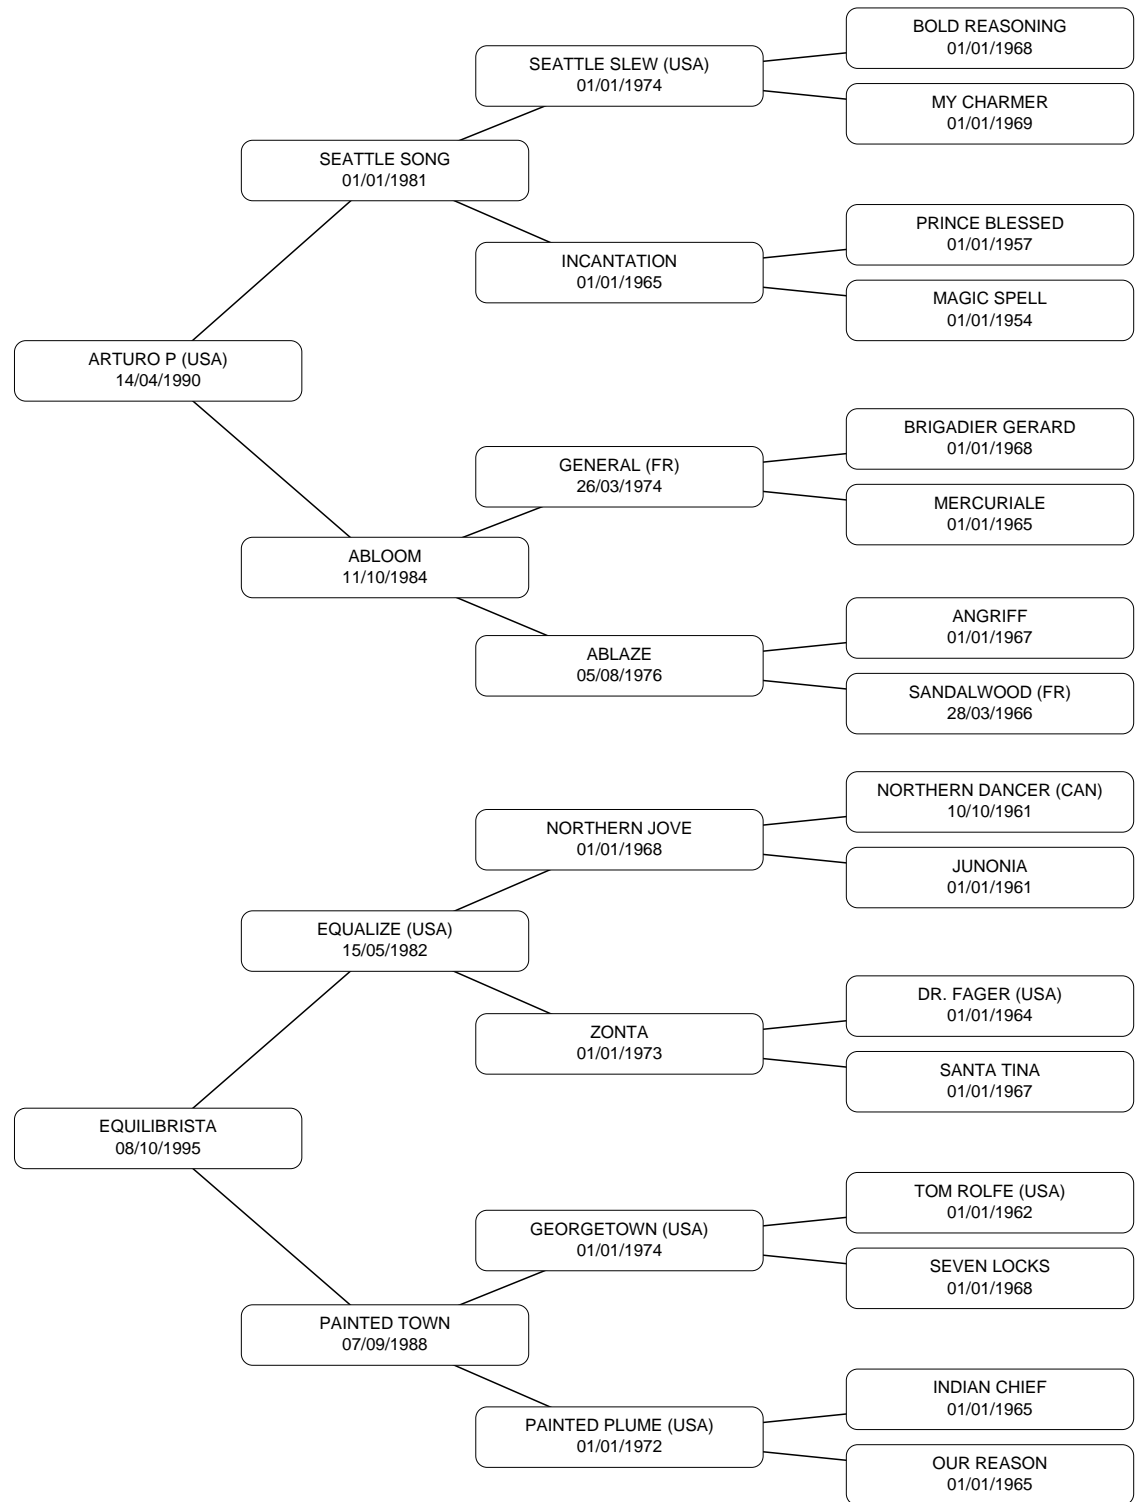 BOLD REASONING
01/01/1968
SEATTLE SLEW (USA)
01/01/1974
MY CHARMER
01/01/1969
SEATTLE SONG
01/01/1981
PRINCE BLESSED
01/01/1957
INCANTATION
01/01/1965
MAGIC SPELL
01/01/1954
ARTURO P (USA)
14/04/1990
BRIGADIER GERARD
01/01/1968
GENERAL (FR)
26/03/1974
MERCURIALE
01/01/1965
ABLOOM
11/10/1984
ANGRIFF
01/01/1967
ABLAZE
05/08/1976
SANDALWOOD (FR)
28/03/1966
NORTHERN DANCER (CAN)
10/10/1961
NORTHERN JOVE
01/01/1968
JUNONIA
01/01/1961
EQUALIZE (USA)
15/05/1982
DR. FAGER (USA)
01/01/1964
ZONTA
01/01/1973
SANTA TINA
01/01/1967
EQUILIBRISTA
08/10/1995
TOM ROLFE (USA)
01/01/1962
GEORGETOWN (USA)
01/01/1974
SEVEN LOCKS
01/01/1968
PAINTED TOWN
07/09/1988
INDIAN CHIEF
01/01/1965
PAINTED PLUME (USA)
01/01/1972
OUR REASON
01/01/1965